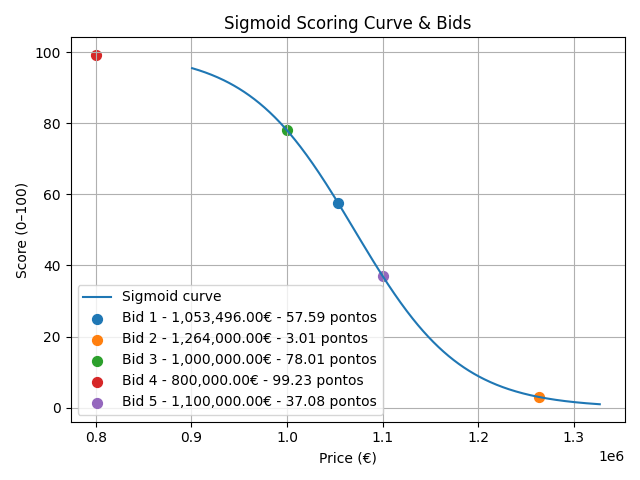 Sigmoid Scoring Curve & Bids
Score (0–100)
100
80
60
40
20
0
Sigmoid curve
Bid 1 - 1,053,496.00€ - 57.59 pontos
Bid 2 - 1,264,000.00€ - 3.01 pontos
Bid 3 - 1,000,000.00€ - 78.01 pontos
Bid 4 - 800,000.00€ - 99.23 pontos
Bid 5 - 1,100,000.00€ - 37.08 pontos
0.8 0.9 1.0 1.1 1.2 1.3
1e6
Price (€)